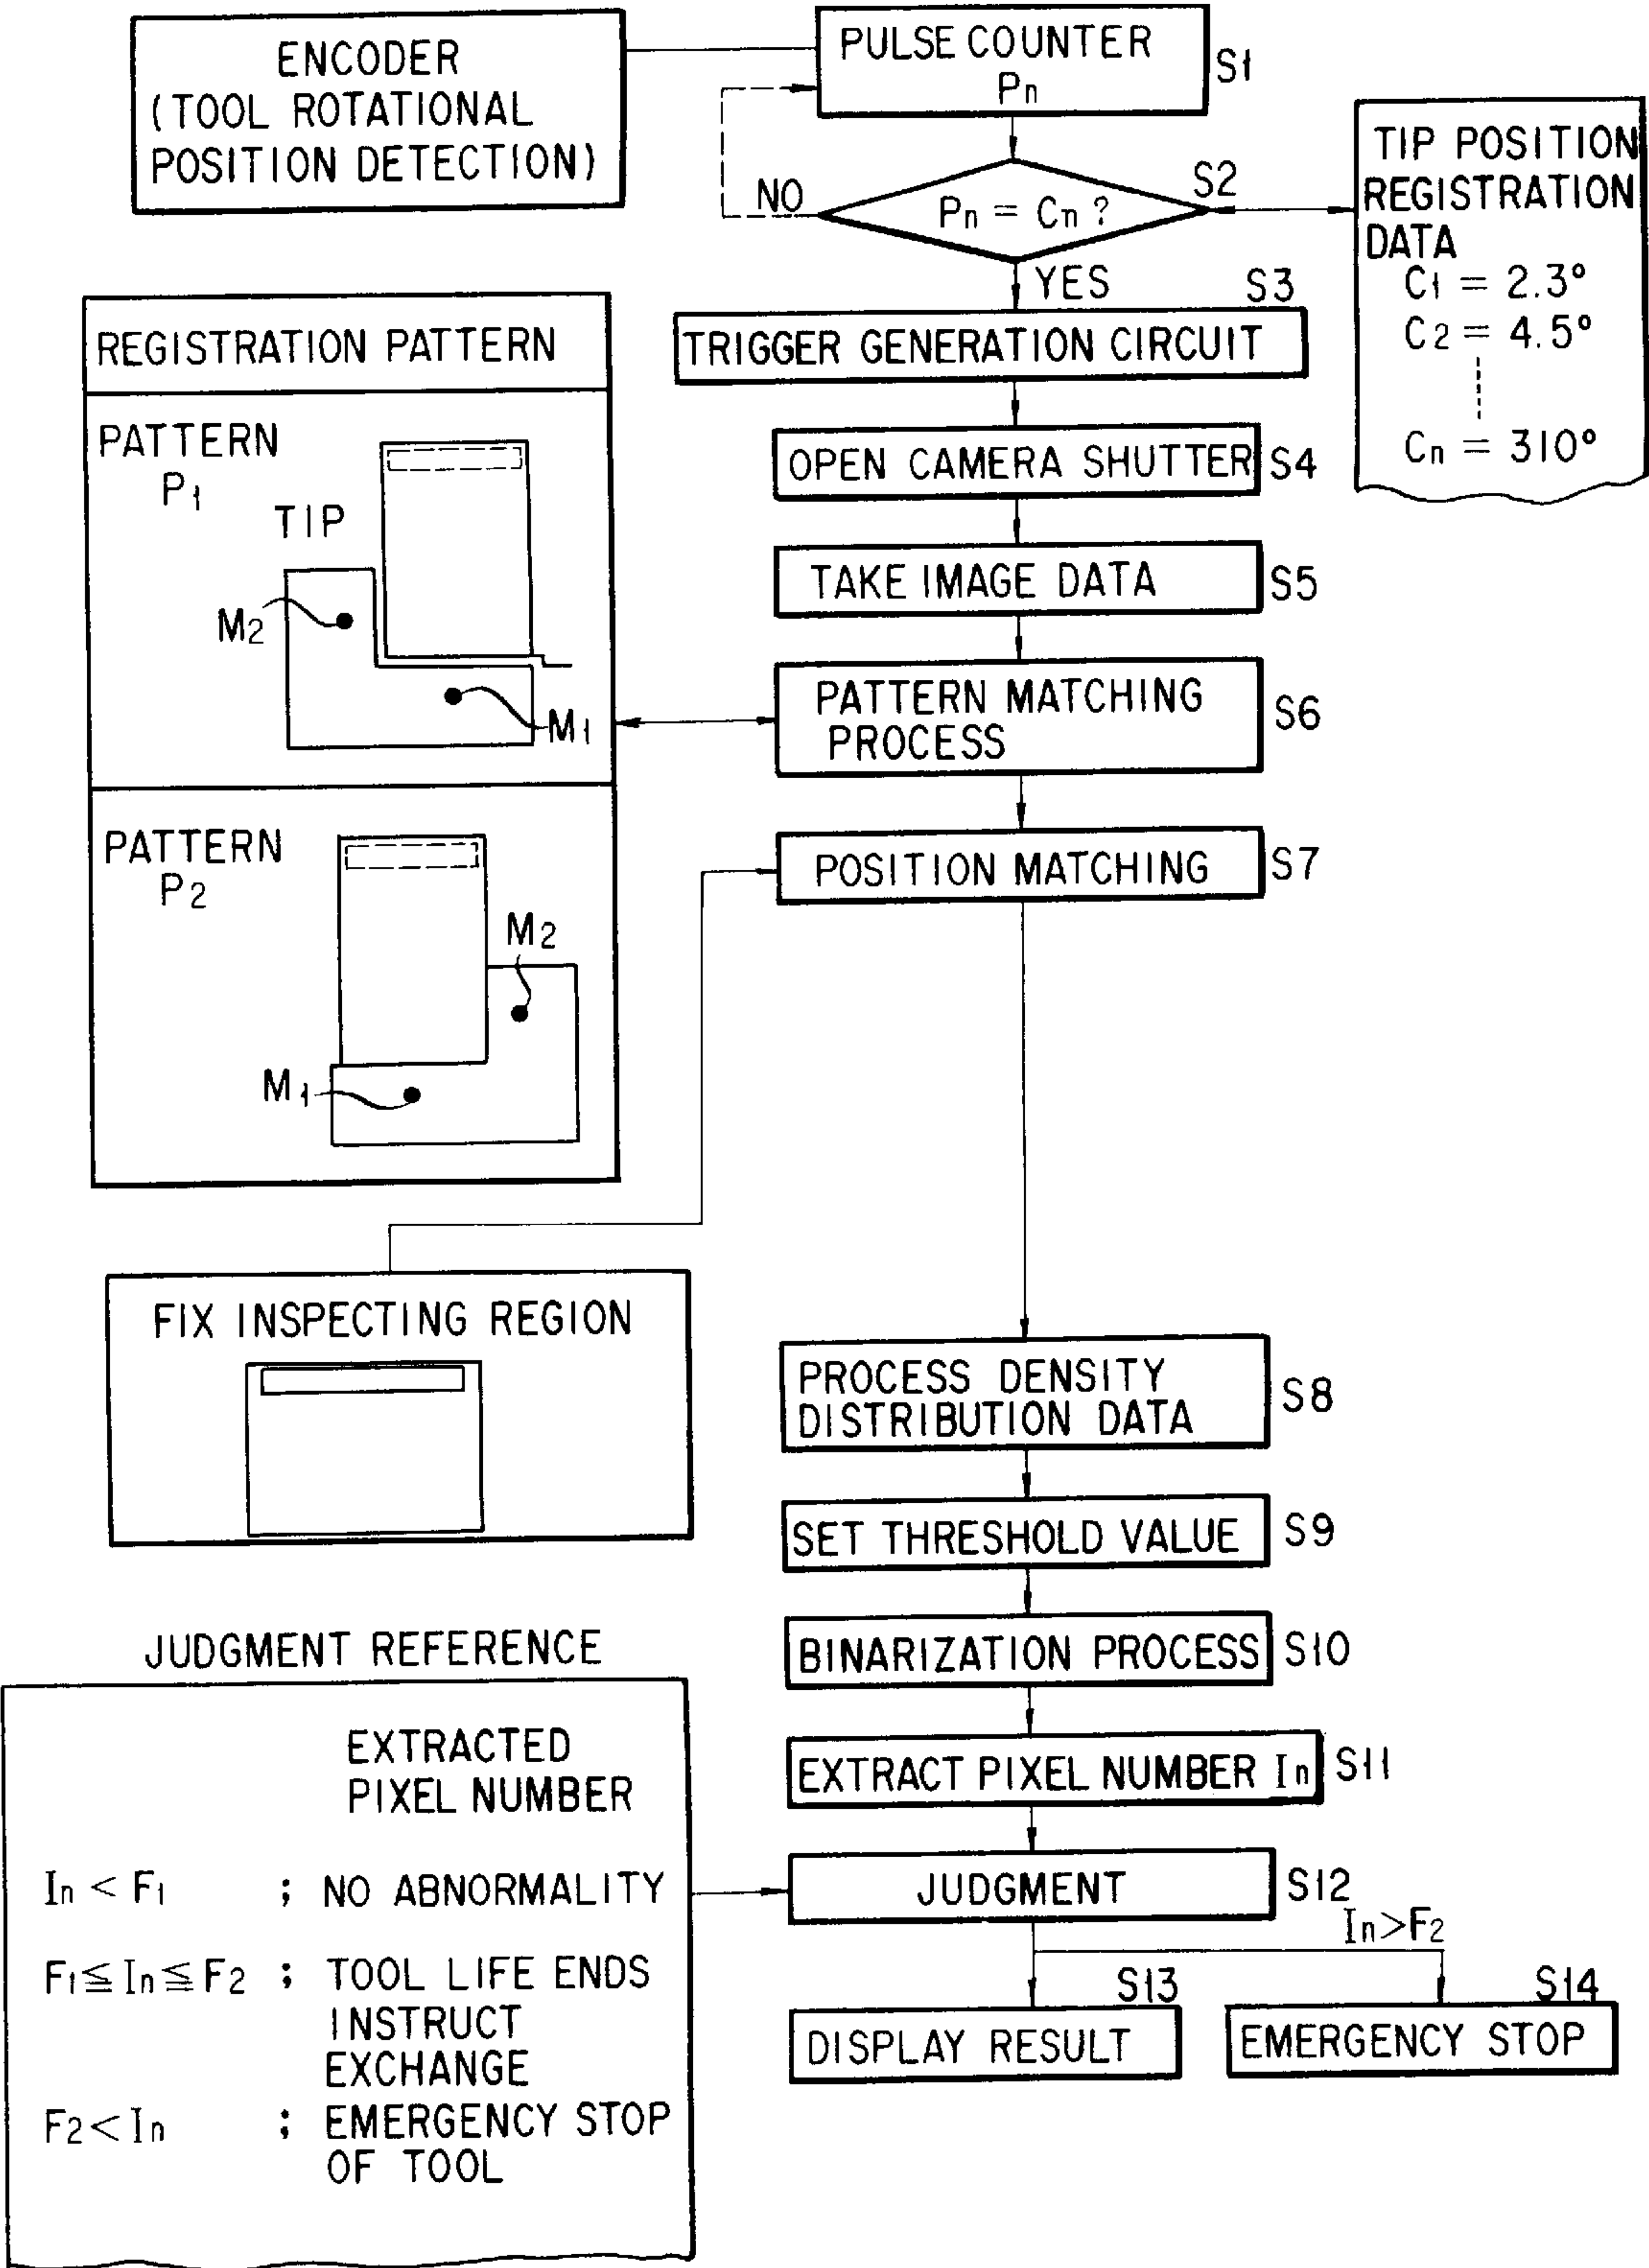 ENCODER
(TOOL ROTATIONAL
POSITION DETECTION)
PULSE COUNTER
Pn
S1
NO
Pn = Cn ?
S2
YES
TIP POSITION
REGISTRATION
DATA
C1 = 2.3°
C2 = 4.5°
Cn = 310°
S3
TRIGGER GENERATION CIRCUIT
OPEN CAMERA SHUTTER
S4
TAKE IMAGE DATA
S5
PATTERN MATCHING
PROCESS
S6
POSITION MATCHING
S7
REGISTRATION PATTERN
PATTERN
P1
TIP
M2
M1
PATTERN
P2
M2
M1
FIX INSPECTING REGION
PROCESS DENSITY
DISTRIBUTION DATA
S8
SET THRESHOLD VALUE
S9
BINARIZATION PROCESS
S10
EXTRACT PIXEL NUMBER In
S11
JUDGMENT
S12
In>F2
S13
DISPLAY RESULT
S14
EMERGENCY STOP
JUDGMENT REFERENCE
EXTRACTED
PIXEL NUMBER
In < F1 ; NO ABNORMALITY
F1≦In≦F2 ; TOOL LIFE ENDS
INSTRUCT
EXCHANGE
F2<In ; EMERGENCY STOP
OF TOOL